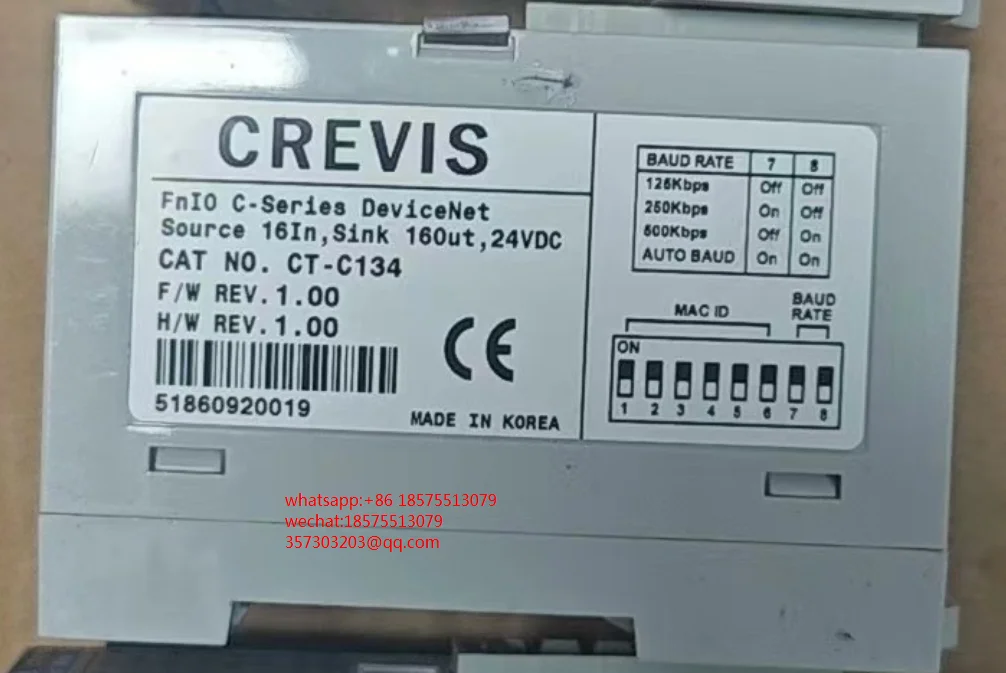 CREVIS
FnIO C-Series DeviceNet
Source 16In,Sink 16Out,24VDC
CAT NO. CT-C134
F/W REV.1.00
H/W REV.1.00
51860920019
MADE IN KOREA
CE
BAUD RATE 7 8
125Kbps Off Off
250Kbps On Off
500Kbps Off On
AUTO BAUD On On
MAC ID
BAUD
RATE
ON
1 2 3 4 5 6 7 8
whatsapp:+86 18575513079
wechat:18575513079
357303203@qq.com